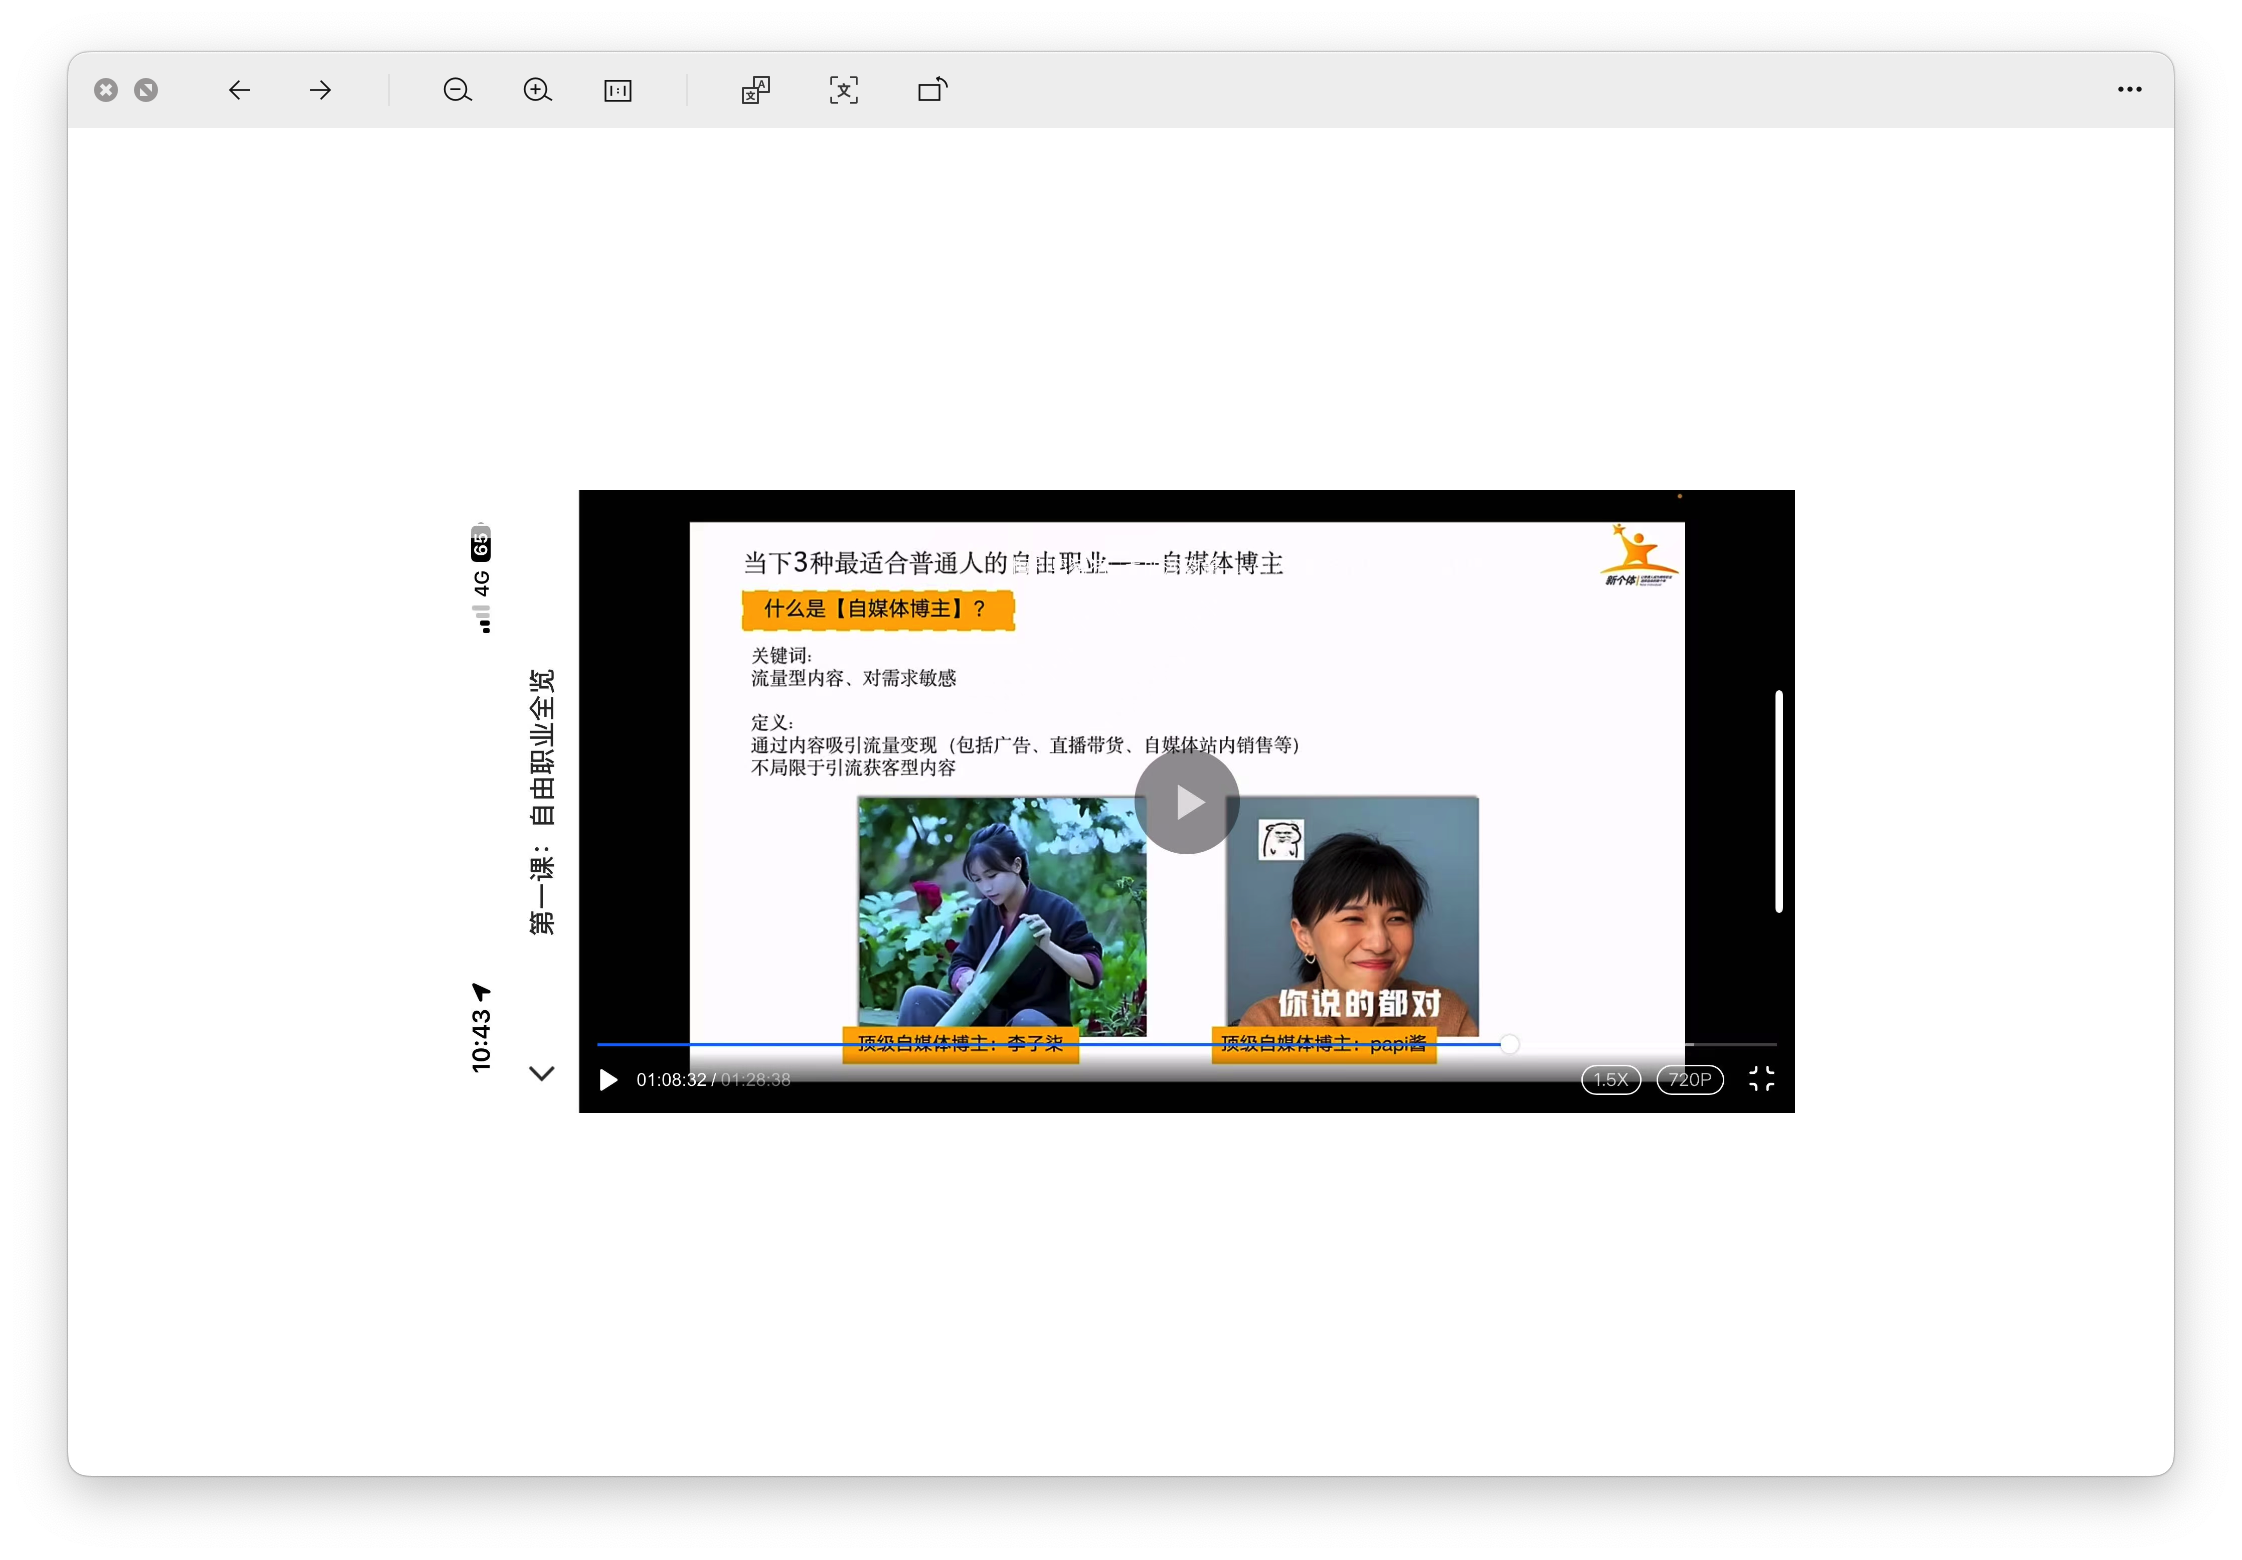 10:43
4G 65
第一课：自由职业全览
当下3种最适合普通人的自由职业——自媒体博主
新个体
什么是【自媒体博主】？
关键词：
流量型内容、对需求敏感
定义：
通过内容吸引流量变现（包括广告、直播带货、自媒体站内销售等）
不局限于引流获客型内容
你说的都对
顶级自媒体博主：李子柒
顶级自媒体博主：papi酱
01:08:32 / 01:28:38
1.5X
720P